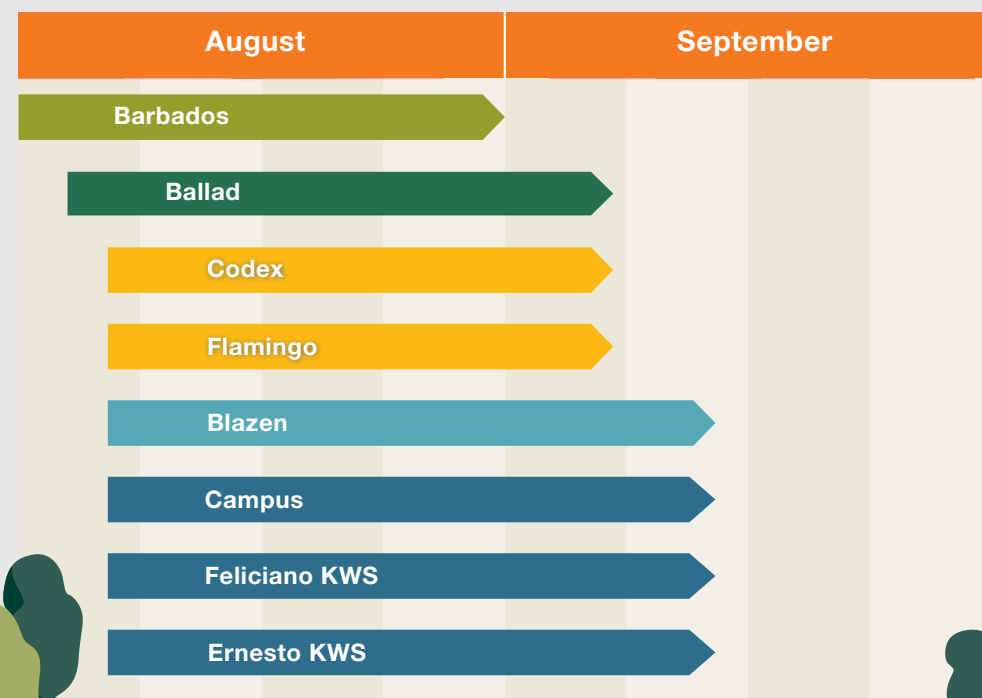 August
September
Barbados
Ballad
Codex
Flamingo
Blazen
Campus
Feliciano KWS
Ernesto KWS